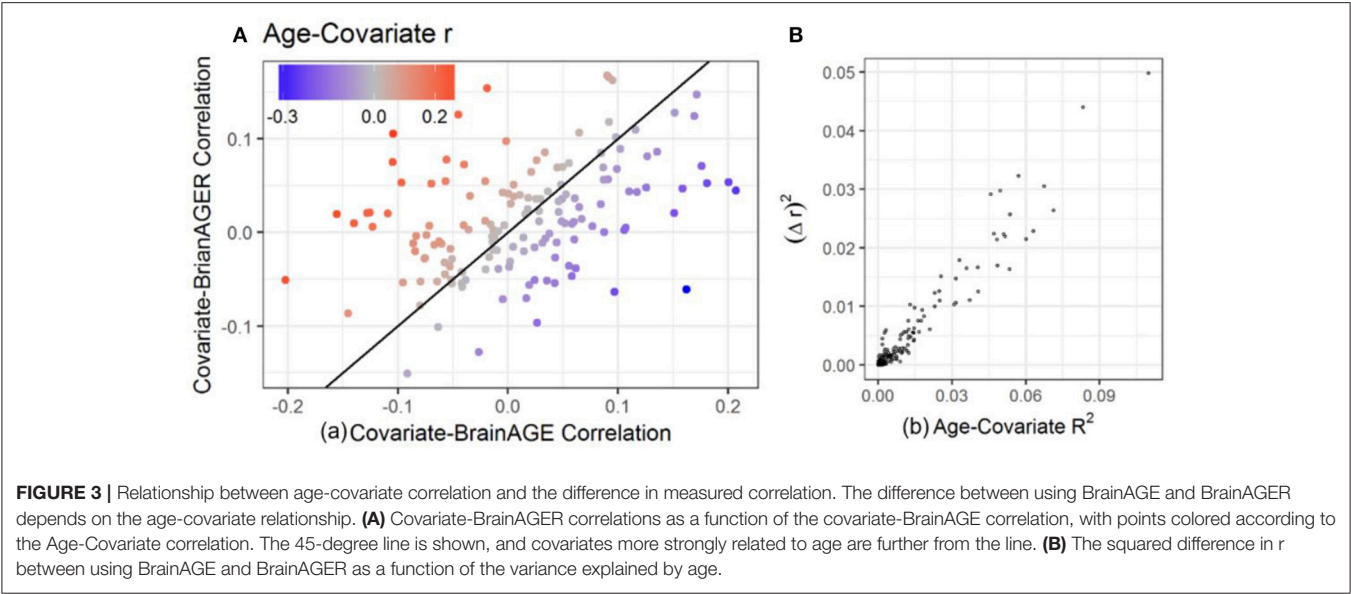 A Age-Covariate r
-0.3 0.0 0.2
Covariate-BrianAGER Correlation
0.1
0.0
-0.1
-0.2 -0.1 0.0 0.1 0.2
(a) Covariate-BrainAGE Correlation
B
(Δ r)²
0.05
0.04
0.03
0.02
0.01
0.00
0.00 0.03 0.06 0.09
(b) Age-Covariate R²
FIGURE 3 | Relationship between age-covariate correlation and the difference in measured correlation. The difference between using BrainAGE and BrainAGER
depends on the age-covariate relationship. (A) Covariate-BrainAGER correlations as a function of the covariate-BrainAGE correlation, with points colored according to
the Age-Covariate correlation. The 45-degree line is shown, and covariates more strongly related to age are further from the line. (B) The squared difference in r
between using BrainAGE and BrainAGER as a function of the variance explained by age.